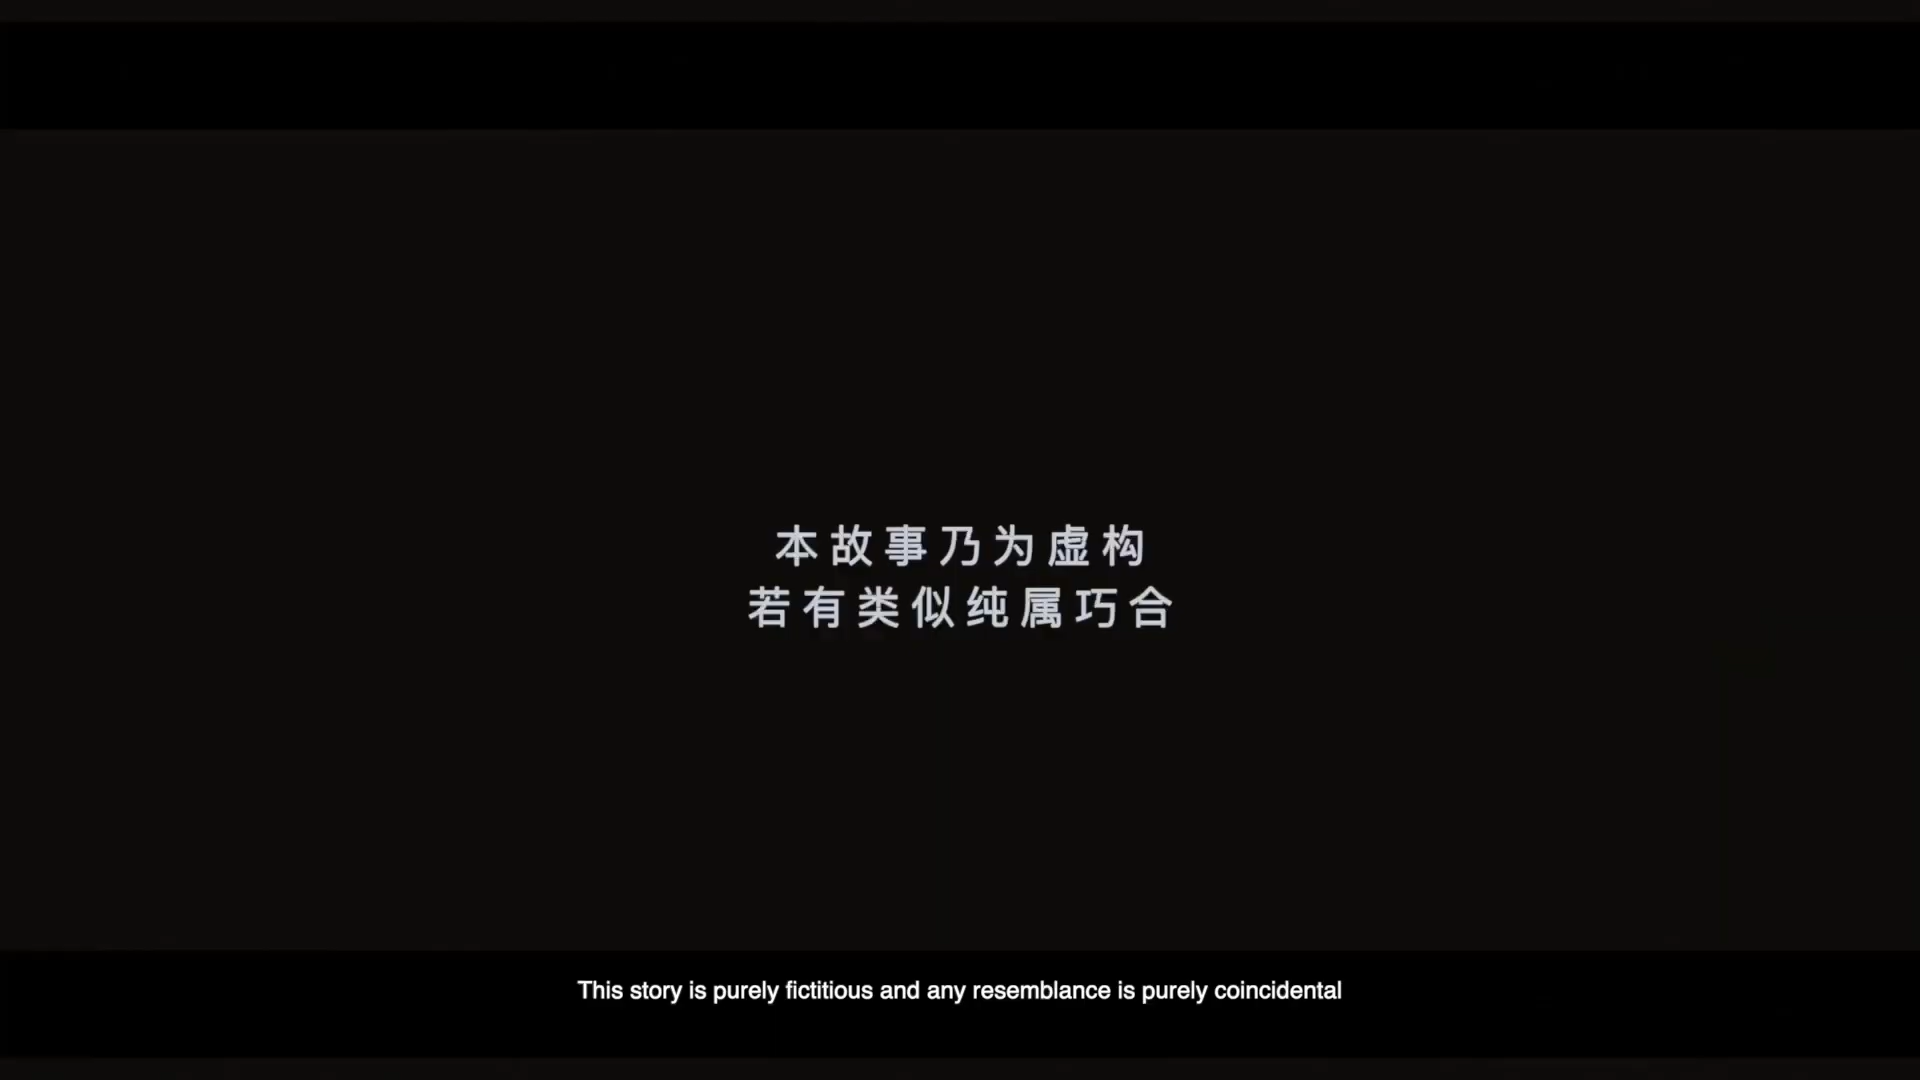 本故事乃为虚构
若有类似纯属巧合
This story is purely fictitious and any resemblance is purely coincidental